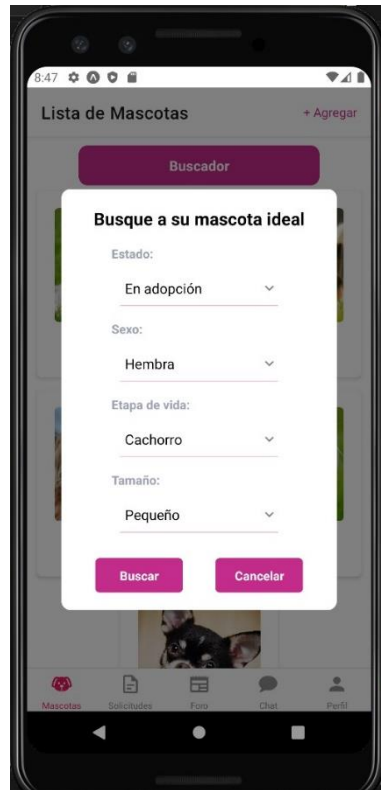 8:47
Lista de Mascotas
+ Agregar
Buscador
Busque a su mascota ideal
Estado:
En adopción
Sexo:
Hembra
Etapa de vida:
Cachorro
Tamaño:
Pequeño
Buscar
Cancelar
Mascotas
Solicitudes
Foro
Chat
Perfil